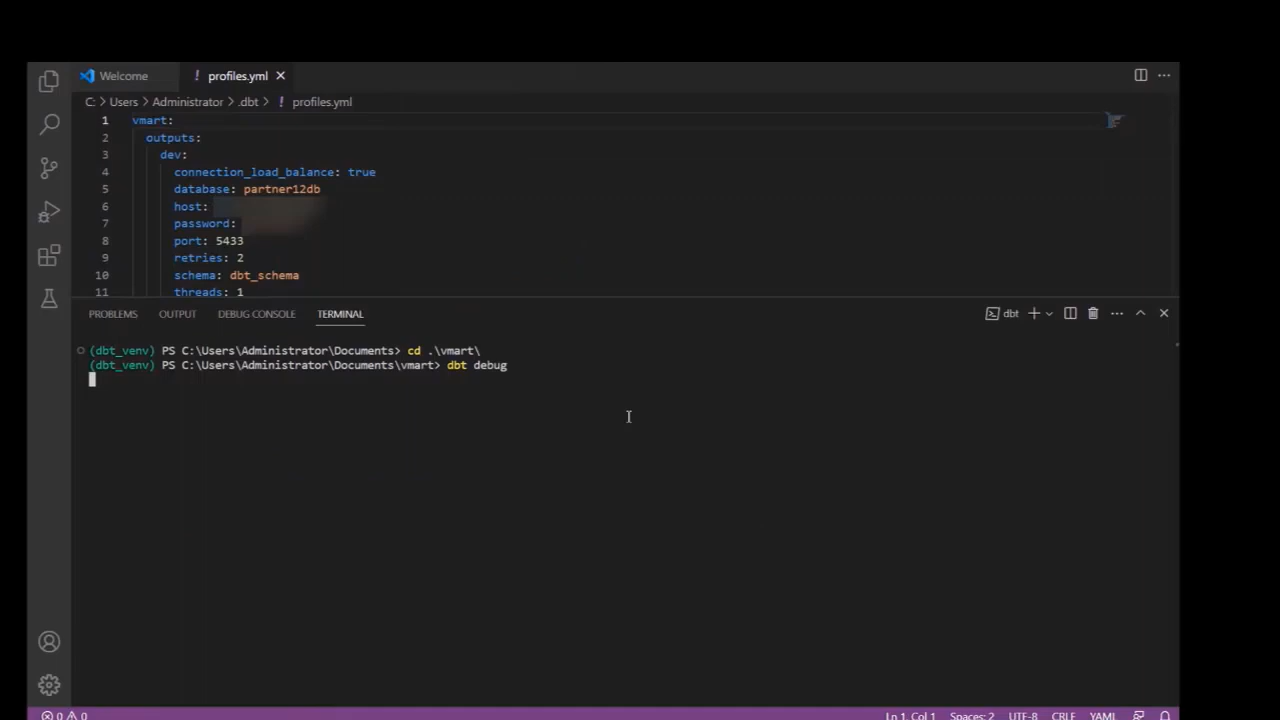 Welcome
! profiles.yml
C: > Users > Administrator > .dbt > ! profiles.yml
1 vmart:
2 outputs:
3 dev:
4 connection_load_balance: true
5 database: partner12db
6 host:
7 password:
8 port: 5433
9 retries: 2
10 schema: dbt_schema
11 threads: 1
PROBLEMS OUTPUT DEBUG CONSOLE TERMINAL
dbt
(dbt_venv) PS C:\Users\Administrator\Documents> cd .\vmart\
(dbt_venv) PS C:\Users\Administrator\Documents\vmart> dbt debug
0 0 Ln 1, Col 1 Spaces: 2 UTF-8 CRLF YAML